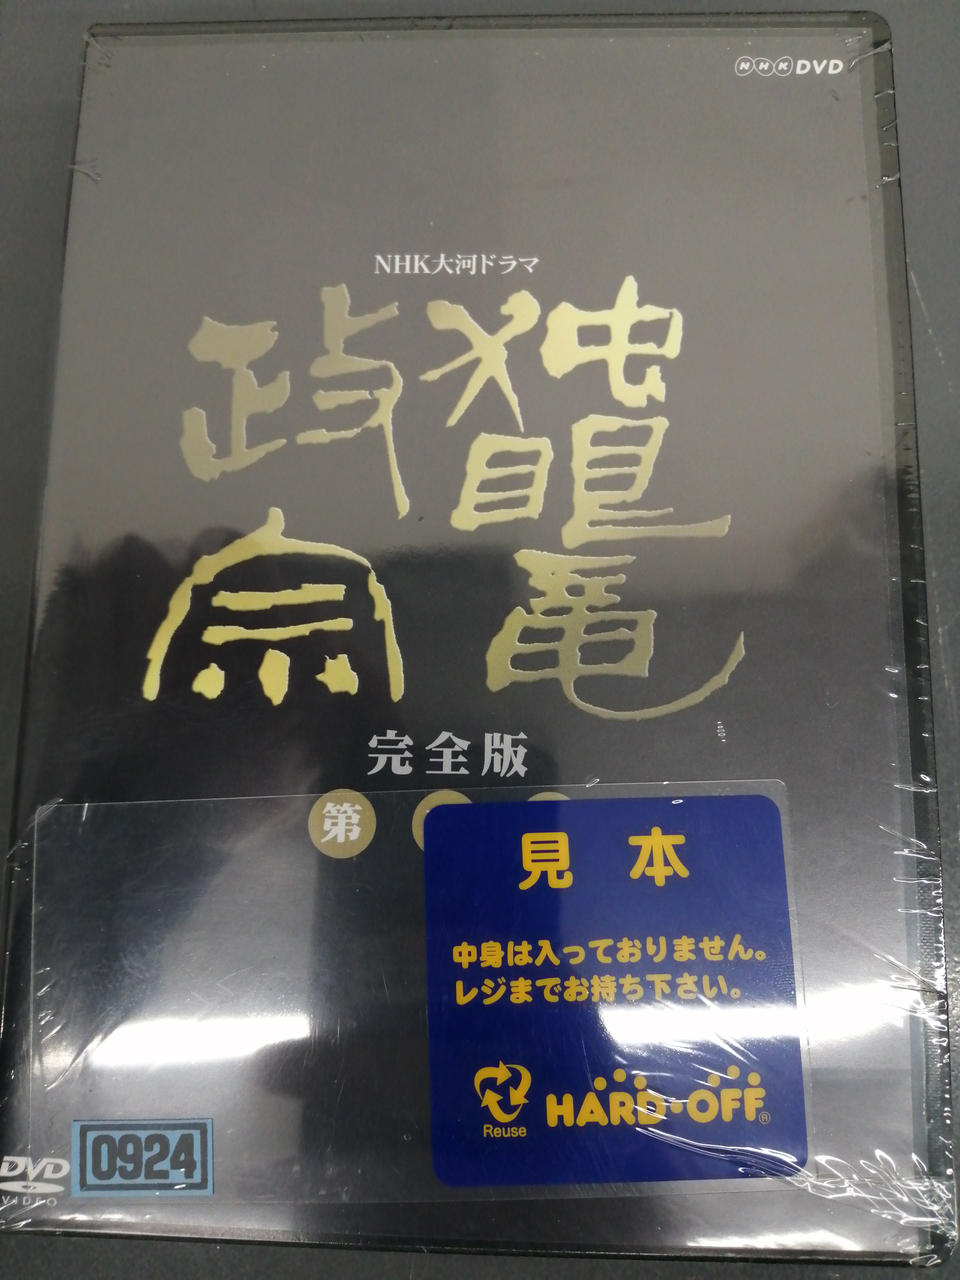 NHK DVD
NHK大河ドラマ
独眼竜
政宗
完全版
第
見本
中身は入っておりません。
レジまでお持ち下さい。
Reuse
HARD・OFF®
0924
DVD
VIDEO